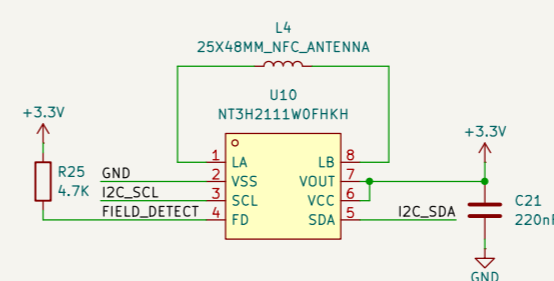 L4
25X48MM_NFC_ANTENNA
U10
NT3H2111W0FHKH
+3.3V
+3.3V
1 LA LB 8
R25 GND 2 VSS VOUT 7
4.7K I2C_SCL 3 SCL VCC 6
FIELD_DETECT 4 FD SDA 5 I2C_SDA
C21
220nF
GND